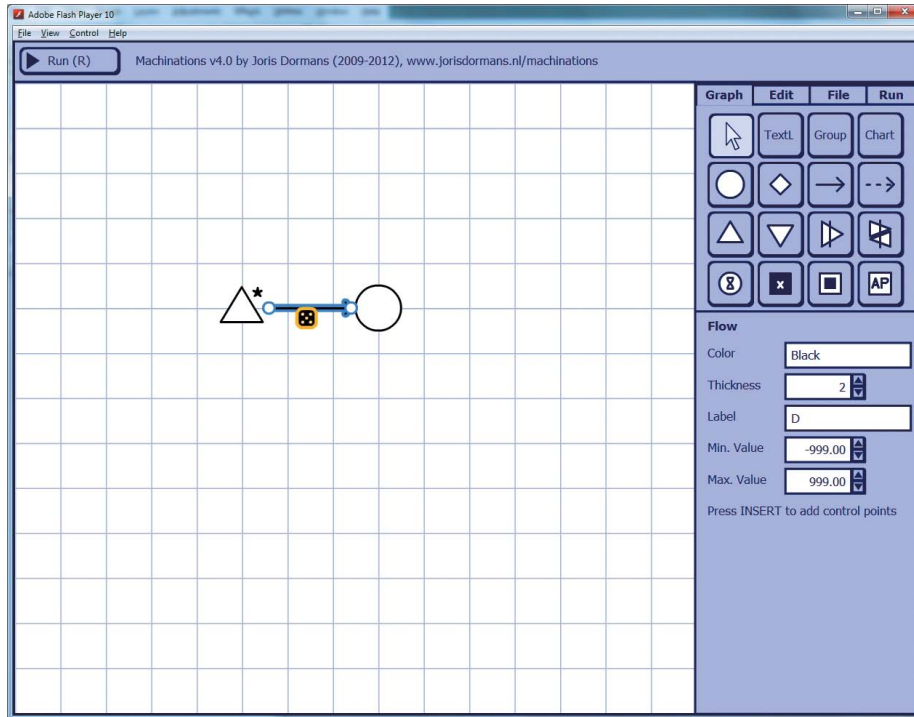 Adobe Flash Player 10
File View Control Help
Run (R)
Machinations v4.0 by Joris Dormans (2009-2012), www.jorisdormans.nl/machinations
Graph Edit File Run
TextL Group Chart
x AP
Flow
Color Black
Thickness 2
Label D
Min. Value -999.00
Max. Value 999.00
Press INSERT to add control points